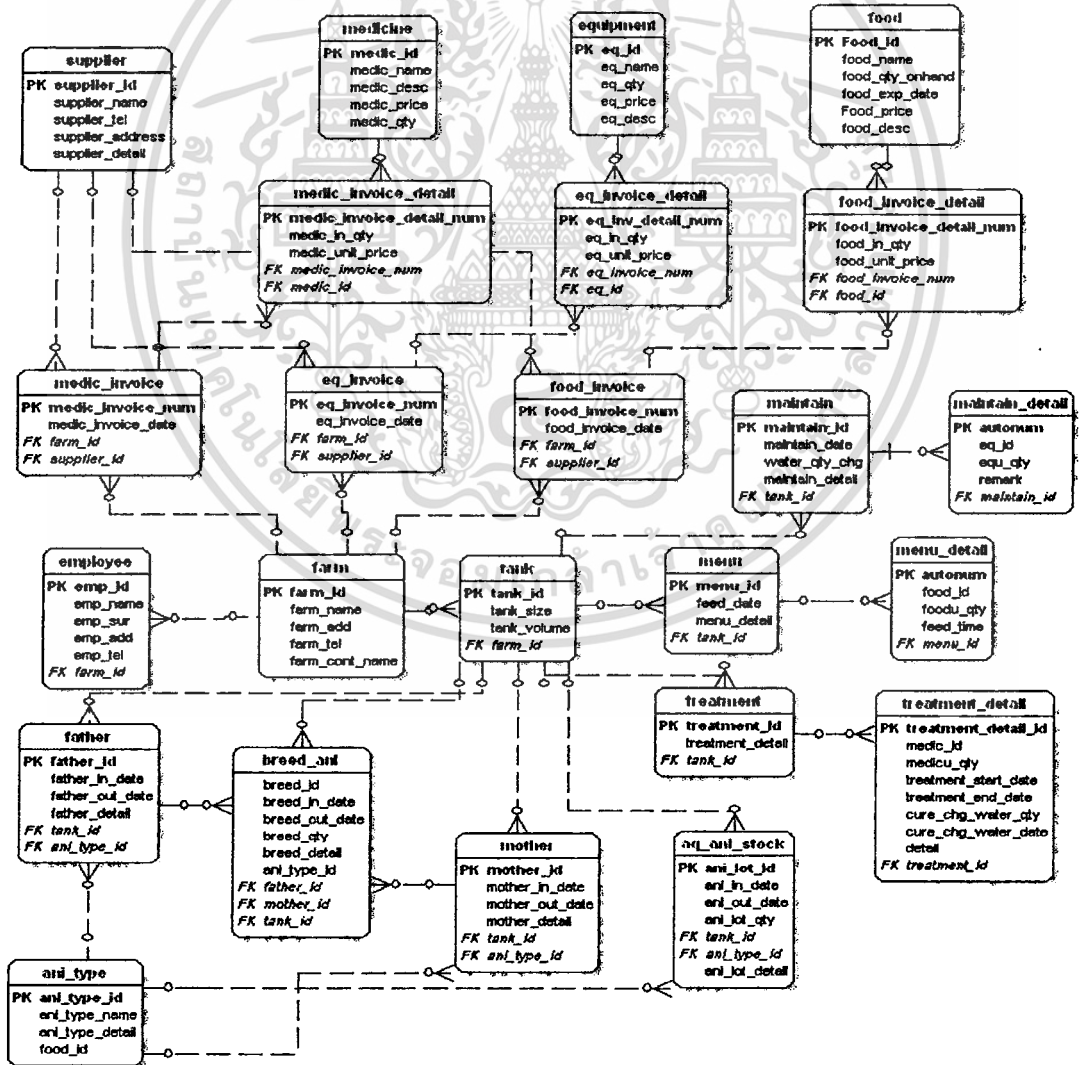 supplier
PK supplier_id
supplier_name
supplier_tel
supplier_address
supplier_detail
medicine
PK medic_id
medic_name
medic_desc
medic_price
medic_qty
equipment
PK eq_id
eq_name
eq_qty
eq_price
eq_desc
food
PK Food_id
food_name
food_qty_onhand
food_exp_date
Food_price
food_desc
medic_invoice_detail
PK medic_invoice_detail_num
medic_in_qty
medic_unit_price
FK medic_invoice_num
FK medic_id
eq_invoice_detail
PK eq_inv_detail_num
eq_in_qty
eq_unit_price
FK eq_invoice_num
FK eq_id
food_invoice_detail
PK food_invoice_detail_num
food_in_qty
food_unit_price
FK food_invoice_num
FK food_id
medic_invoice
PK medic_invoice_num
medic_invoice_date
FK farm_id
FK supplier_id
eq_invoice
PK eq_invoice_num
eq_invoice_date
FK farm_id
FK supplier_id
food_invoice
PK food_invoice_num
food_invoice_date
FK farm_id
FK supplier_id
maintain
PK maintain_id
maintain_date
water_qty_chg
maintain_detail
FK tank_id
maintain_detail
PK autonum
eq_id
equ_qty
remark
FK maintain_id
employee
PK emp_id
emp_name
emp_sur
emp_add
emp_tel
FK farm_id
farm
PK farm_id
farm_name
farm_add
farm_tel
farm_cont_name
tank
PK tank_id
tank_size
tank_volume
FK farm_id
menu
PK menu_id
feed_date
menu_detail
FK tank_id
menu_detail
PK autonum
food_id
foodu_qty
feed_time
FK menu_id
father
PK father_id
father_in_date
father_out_date
father_detail
FK tank_id
FK ani_type_id
breed_ani
breed_id
breed_in_date
breed_out_date
breed_qty
breed_detail
ani_type_id
FK father_id
FK mother_id
FK tank_id
mother
PK mother_id
mother_in_date
mother_out_date
mother_detail
FK tank_id
FK ani_type_id
treatment
PK treatment_id
treatment_detail
FK tank_id
treatment_detail
PK treatment_detail_id
medic_id
medicu_qty
treatment_start_date
treatment_end_date
cure_chg_water_qty
cure_chg_water_date
detail
FK treatment_id
aq_ani_stock
PK ani_lot_id
ani_in_date
ani_out_date
ani_lot_qty
FK tank_id
FK ani_type_id
ani_lot_detail
ani_type
PK ani_type_id
ani_type_name
ani_type_detail
food_id